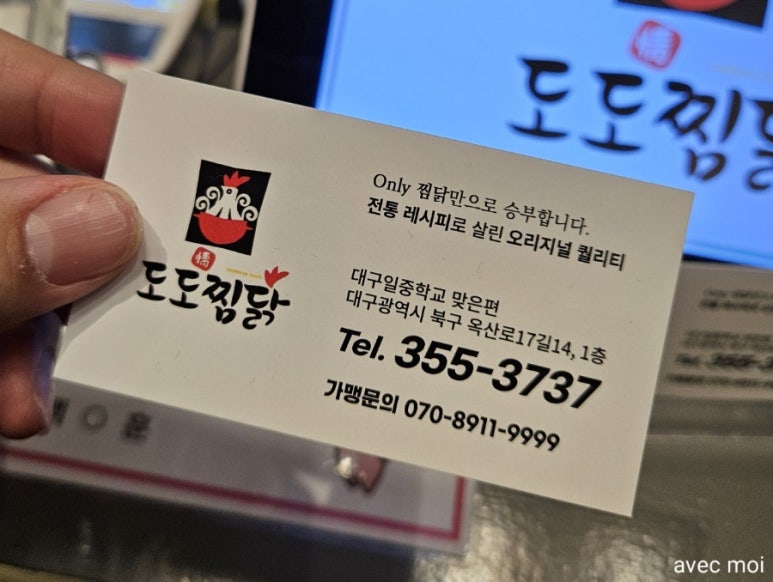 도도찜닭
Only 찜닭만으로 승부합니다.
전통 레시피로 살린 오리지널 퀄리티
대구일중학교 맞은편
대구광역시 북구 옥산로17길14, 1층
Tel. 355-3737
가맹문의 070-8911-9999
도도찜
avec moi